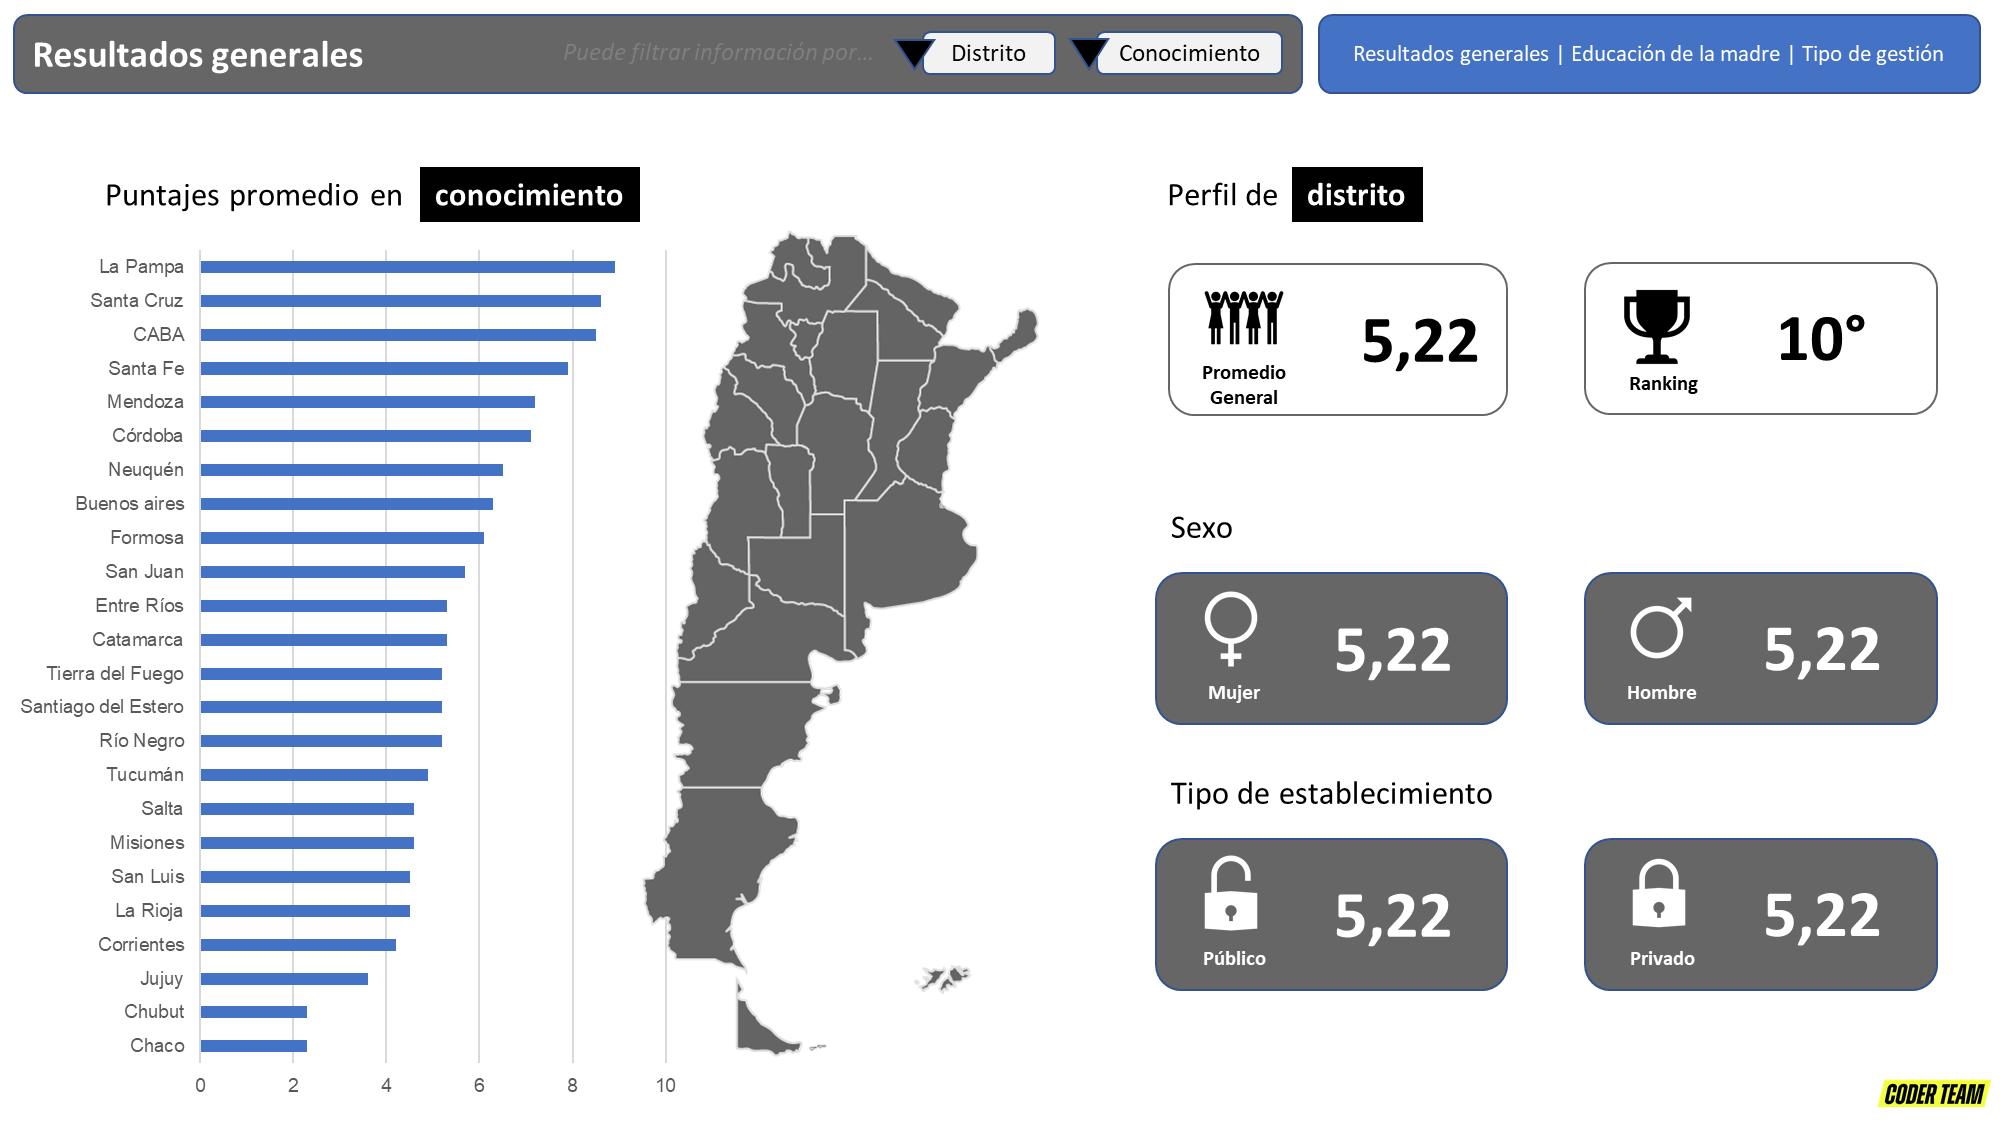 Resultados generales
Puede filtrar información por...
Distrito
Conocimiento
Resultados generales | Educación de la madre | Tipo de gestión
Puntajes promedio en conocimiento
La Pampa
Santa Cruz
CABA
Santa Fe
Mendoza
Córdoba
Neuquén
Buenos aires
Formosa
San Juan
Entre Ríos
Catamarca
Tierra del Fuego
Santiago del Estero
Río Negro
Tucumán
Salta
Misiones
San Luis
La Rioja
Corrientes
Jujuy
Chubut
Chaco
0 2 4 6 8 10
Perfil de distrito
Promedio
General
5,22
Ranking
10°
Sexo
Mujer
5,22
Hombre
5,22
Tipo de establecimiento
Público
5,22
Privado
5,22
CODER TEAM